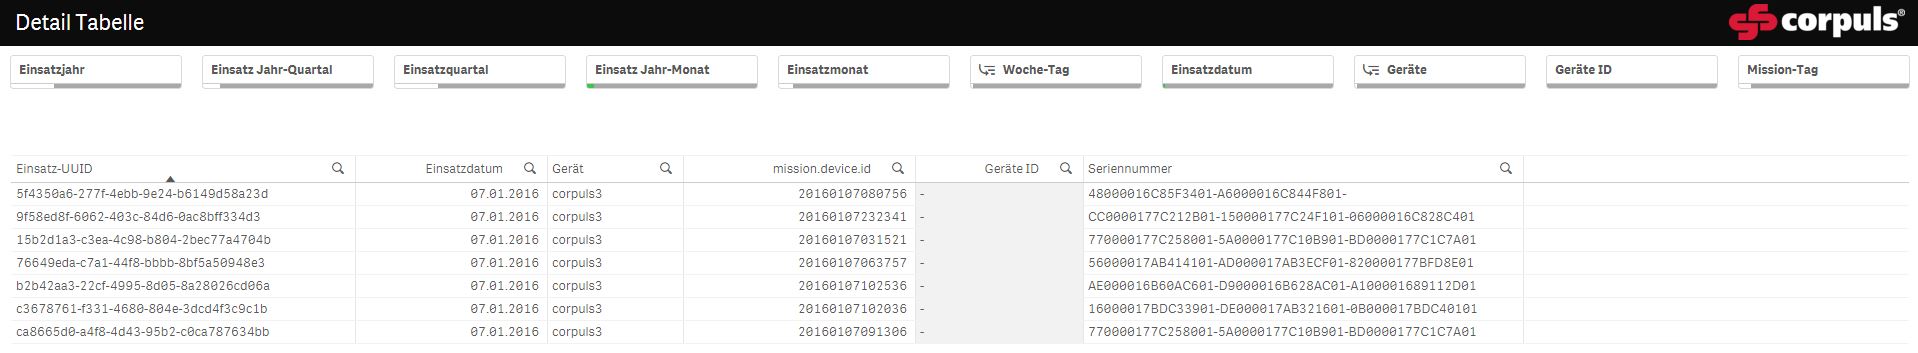 Detail Tabelle corpuls®
Einsatzjahr Einsatz Jahr-Quartal Einsatzquartal Einsatz Jahr-Monat Einsatzmonat Woche-Tag Einsatzdatum Geräte Geräte ID Mission-Tag
Einsatz-UUID Einsatzdatum Gerät mission.device.id Geräte ID Seriennummer
5f4350a6-277f-4ebb-9e24-b6149d58a23d 07.01.2016 corpuls3 20160107080756 - 48000016C85F3401-A6000016C844F801-
9f58ed8f-6062-403c-84d6-0ac8bff334d3 07.01.2016 corpuls3 20160107232341 - CC0000177C212B01-150000177C24F101-06000016C828C401
15b2d1a3-c3ea-4c98-b804-2bec77a4704b 07.01.2016 corpuls3 20160107031521 - 770000177C258001-5A0000177C10B901-BD0000177C1C7A01
76649eda-c7a1-44f8-bbbb-8bf5a50948e3 07.01.2016 corpuls3 20160107063757 - 56000017AB414101-AD000017AB3ECF01-820000177BFD8E01
b2b42aa3-22cf-4995-8d05-8a28026cd06a 07.01.2016 corpuls3 20160107102536 - AE000016B60AC601-D9000016B628AC01-A100001689112D01
c3678761-f331-4680-804e-3dcd4f3c9c1b 07.01.2016 corpuls3 20160107102036 - 16000017BDC33901-DE000017AB321601-0B000017BDC40101
ca8665d0-a4f8-4d43-95b2-c0ca787634bb 07.01.2016 corpuls3 20160107091306 - 770000177C258001-5A0000177C10B901-BD0000177C1C7A01